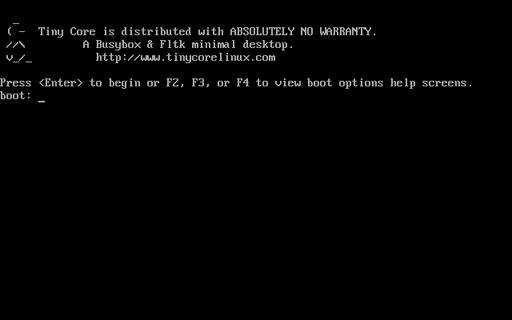 _
( -  Tiny Core is distributed with ABSOLUTELY NO WARRANTY.
//\         A Busybox & Fltk minimal desktop.
v_/_          http://www.tinycorelinux.com
Press <Enter> to begin or F2, F3, or F4 to view boot options help screens.
boot: _